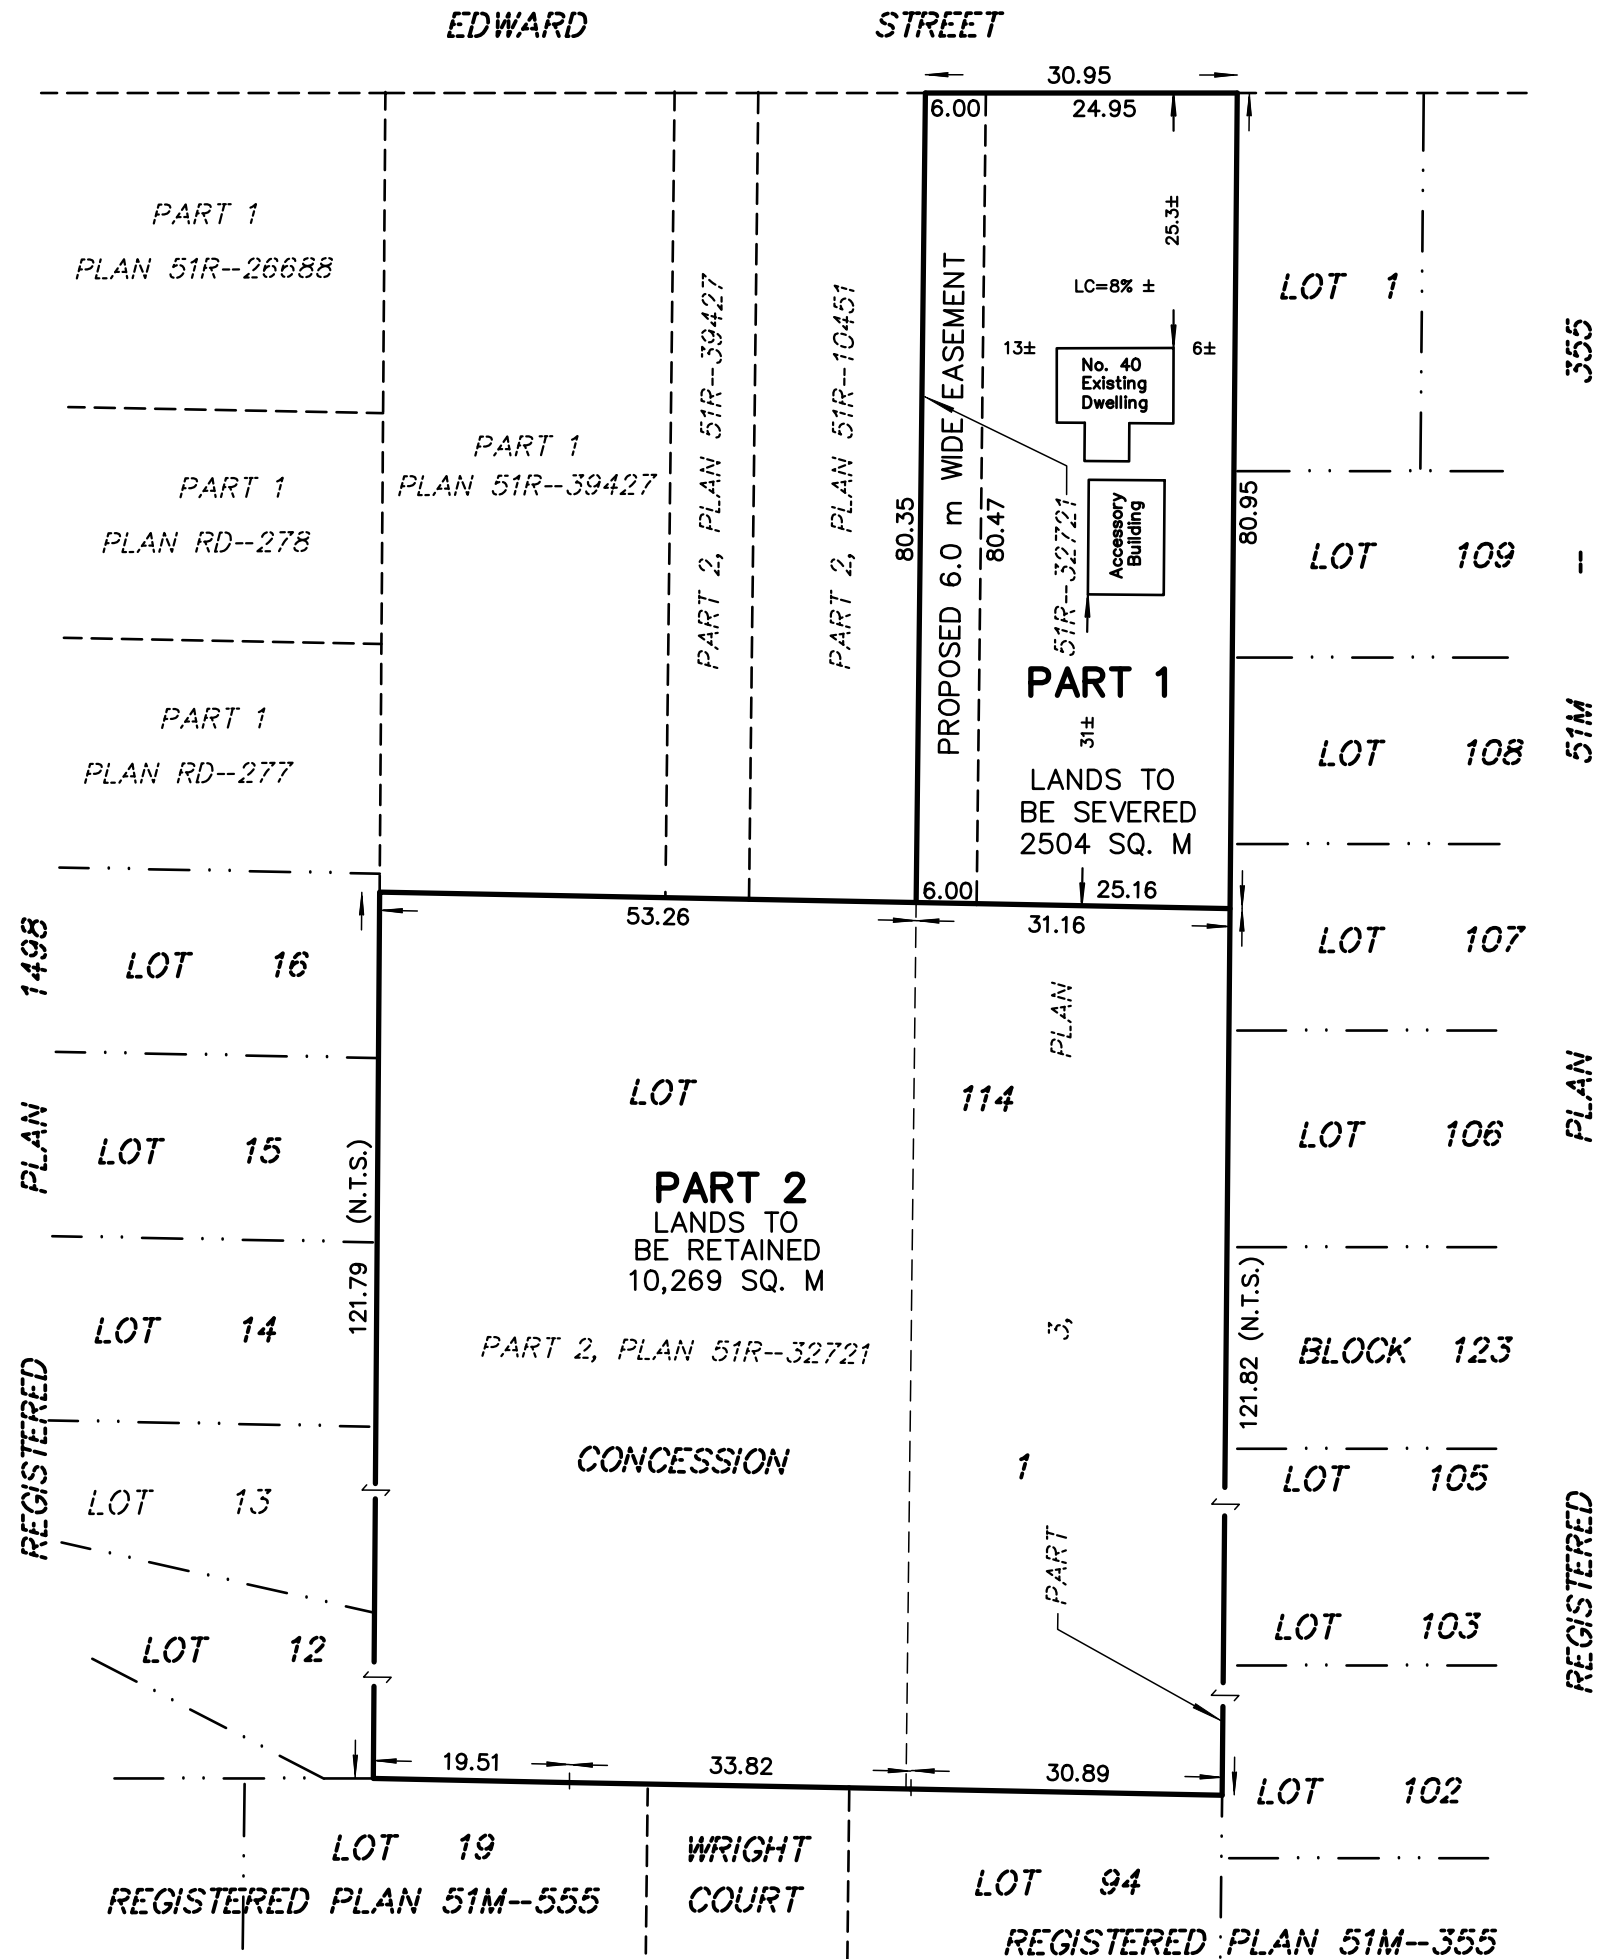 EDWARD STREET
30.95
6.00
24.95
PART 1
PLAN 51R--26688
PART 1
PLAN RD--278
PART 1
PLAN RD--277
PART 1
PLAN 51R--39427
PART 2, PLAN 51R--39427
PART 2, PLAN 51R--10451
80.35
PROPOSED 6.0 m WIDE EASEMENT
80.47
25.3±
LC=8% ±
13±
6±
No. 40
Existing
Dwelling
Accessory
Building
51R--32721
80.95
PART 1
31±
LANDS TO
BE SEVERED
2504 SQ. M
6.00
25.16
53.26
31.16
LOT 1
LOT 109
LOT 108
LOT 107
LOT 106
BLOCK 123
LOT 105
LOT 103
LOT 102
REGISTERED PLAN 51M - 355
REGISTERED PLAN 1498
LOT 16
LOT 15
LOT 14
LOT 13
LOT 12
121.79 (N.T.S.)
LOT 114
PLAN
PART 2
LANDS TO
BE RETAINED
10,269 SQ. M
PART 2, PLAN 51R--32721
3,
CONCESSION 1
PART
121.82 (N.T.S.)
19.51
33.82
30.89
LOT 19
REGISTERED PLAN 51M--555
WRIGHT
COURT
LOT 94
REGISTERED PLAN 51M--355